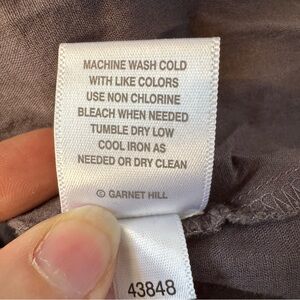 MACHINE WASH COLD
WITH LIKE COLORS
USE NON CHLORINE
BLEACH WHEN NEEDED
TUMBLE DRY LOW
COOL IRON AS
NEEDED OR DRY CLEAN
© GARNET HILL
43848